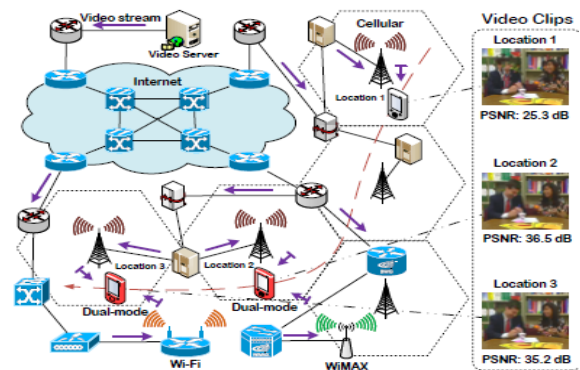 Video stream
Video Server
Internet
Cellular
Location 1
Location 3
Location 2
Dual-mode
Dual-mode
Wi-Fi
WiMAX
Video Clips
Location 1
PSNR: 25.3 dB
Location 2
PSNR: 36.5 dB
Location 3
PSNR: 35.2 dB